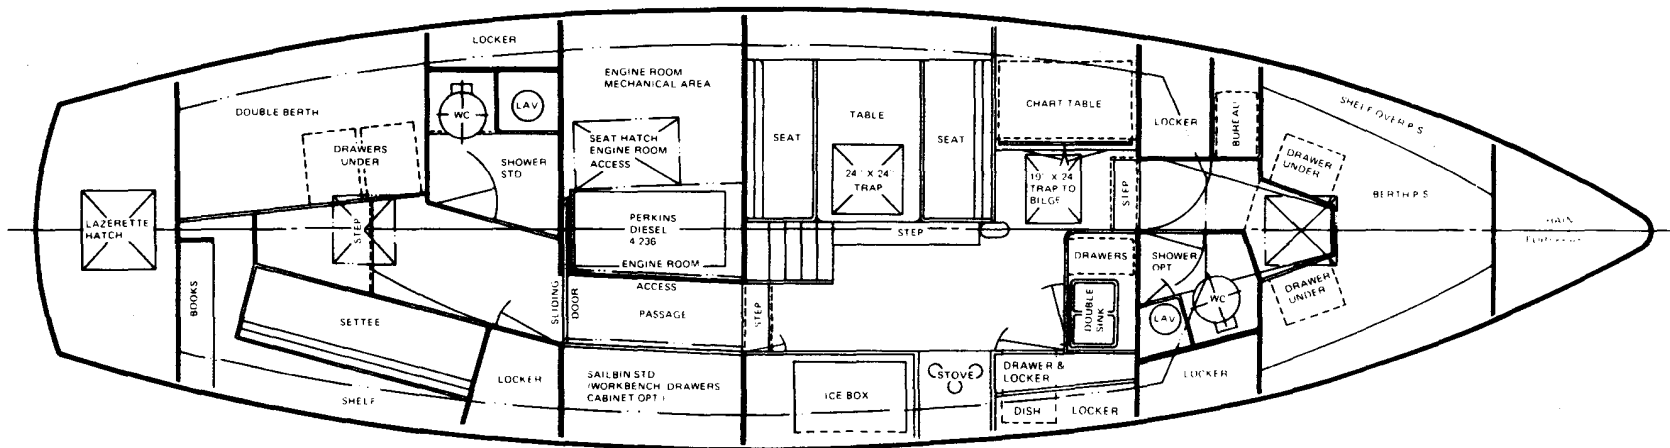 LOCKER
ENGINE ROOM
MECHANICAL AREA
DOUBLE BERTH
WC
LAV
DRAWERS
UNDER
SHOWER
STD
SEAT HATCH
ENGINE ROOM
ACCESS
SEAT
TABLE
24" X 24"
TRAP
SEAT
CHART TABLE
19" X 24
TRAP TO
BILGE
LOCKER
BUREAU
SHELF OVER P.S
DRAWER
UNDER
BERTH P S
STEP
LAZERETTE
HATCH
STEP
PERKINS
DIESEL
4 236
ENGINE ROOM
ACCESS
STEP
CHAIN
DRAWERS
SHOWER
OPT
WC
LAV
DRAWER
UNDER
BOOKS
SETTEE
SLIDING
DOOR
PASSAGE
STEP
DOUBLE
SINK
LOCKER
SAILBIN STD
(WORKBENCH DRAWERS
CABINET OPT)
ICE BOX
STOVE
DRAWER &
LOCKER
DISH
LOCKER
LOCKER
SHELF